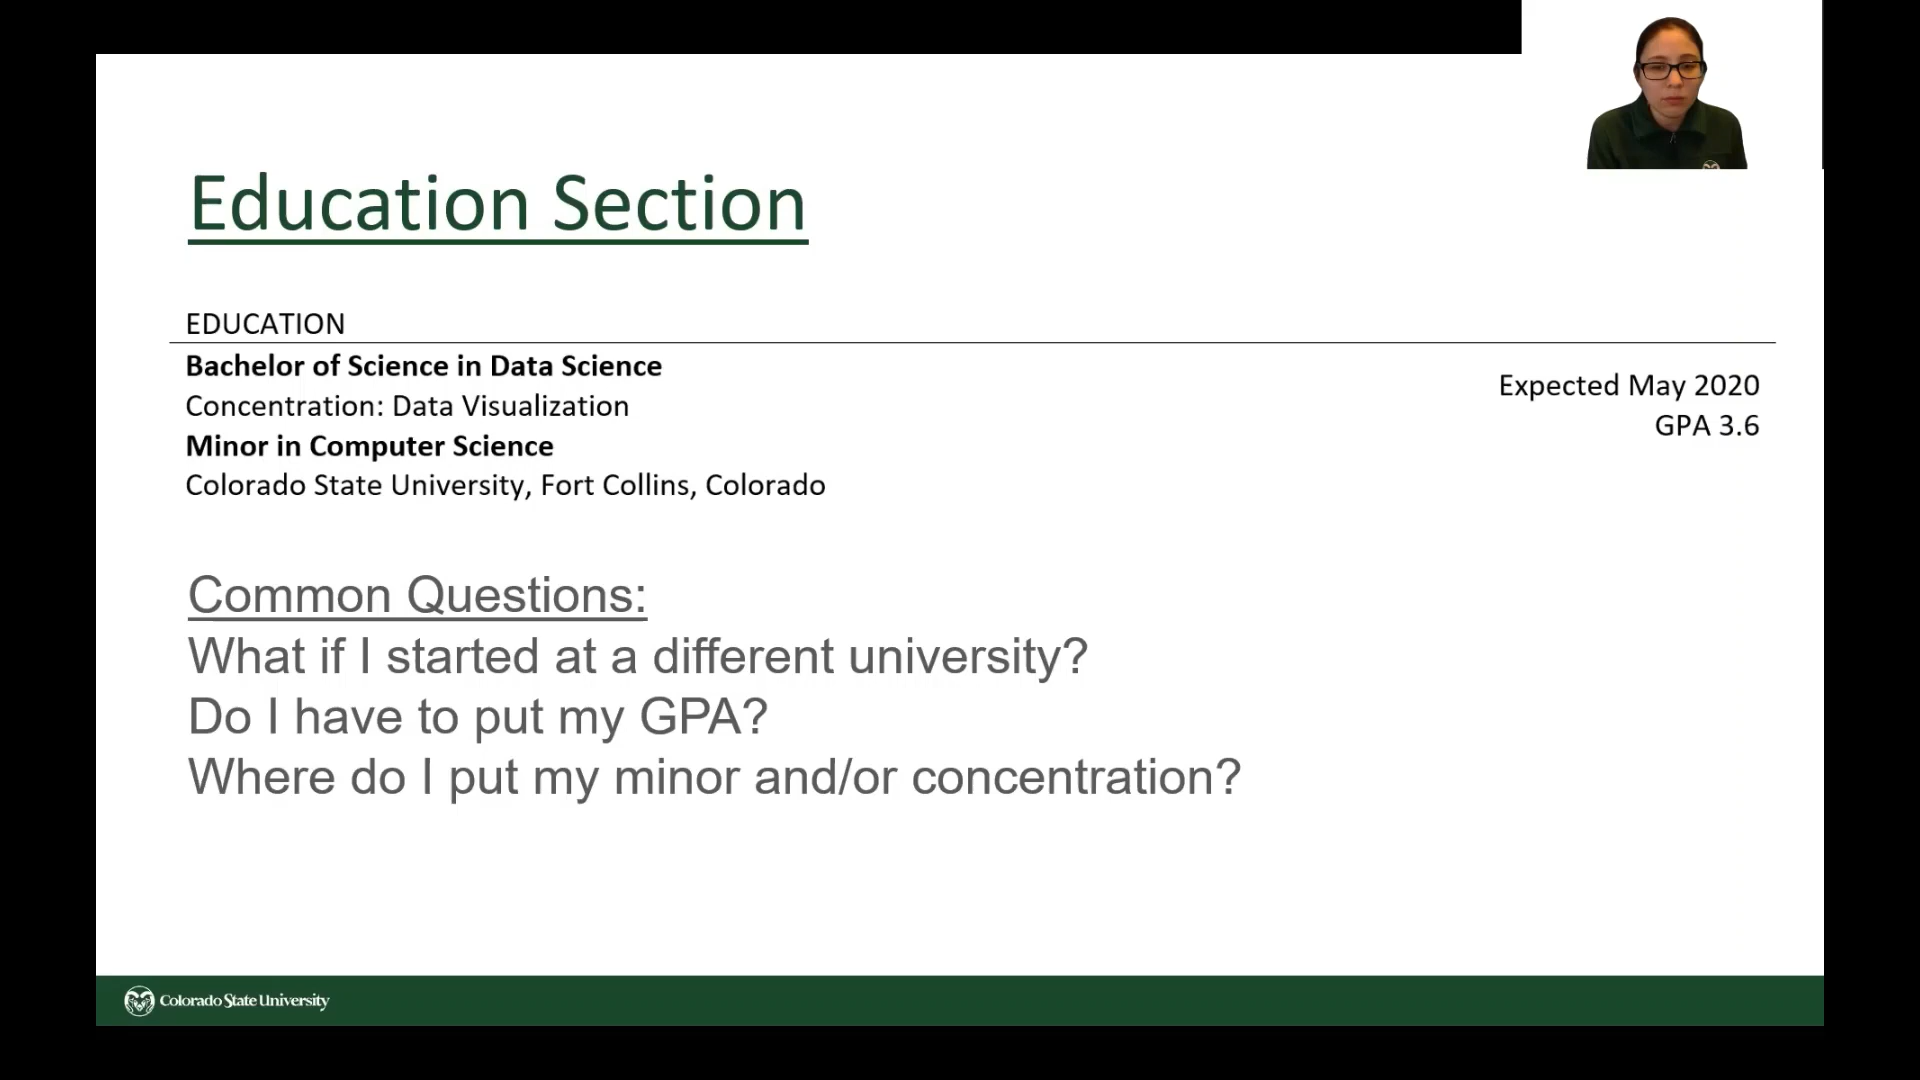 Education Section
EDUCATION
Bachelor of Science in Data Science
Concentration: Data Visualization
Minor in Computer Science
Colorado State University, Fort Collins, Colorado
Expected May 2020
GPA 3.6
Common Questions:
What if I started at a different university?
Do I have to put my GPA?
Where do I put my minor and/or concentration?
Colorado State University